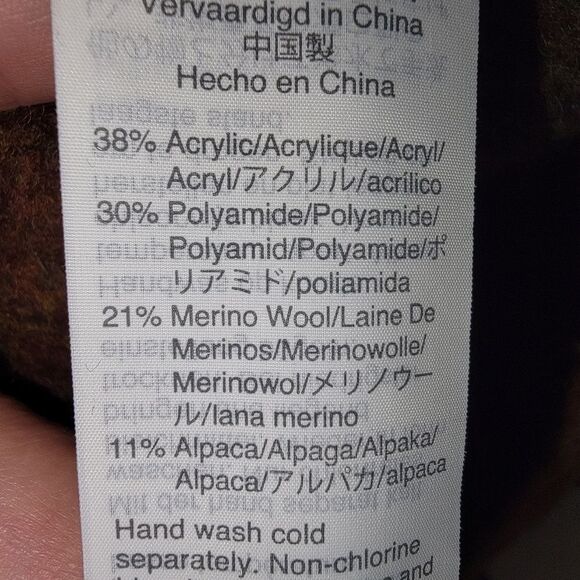 Vervaardigd in China
中国製
Hecho en China
38% Acrylic/Acrylique/Acryl/
Acryl/アクリル/acrílico
30% Polyamide/Polyamide/
Polyamid/Polyamide/ポ
リアミド/poliamida
21% Merino Wool/Laine De
Merinos/Merinowolle/
Merinowol/メリノウー
ル/lana merino
11% Alpaca/Alpaga/Alpaka/
Alpaca/アルパカ/alpaca
Hand wash cold
separately. Non-chlorine
and